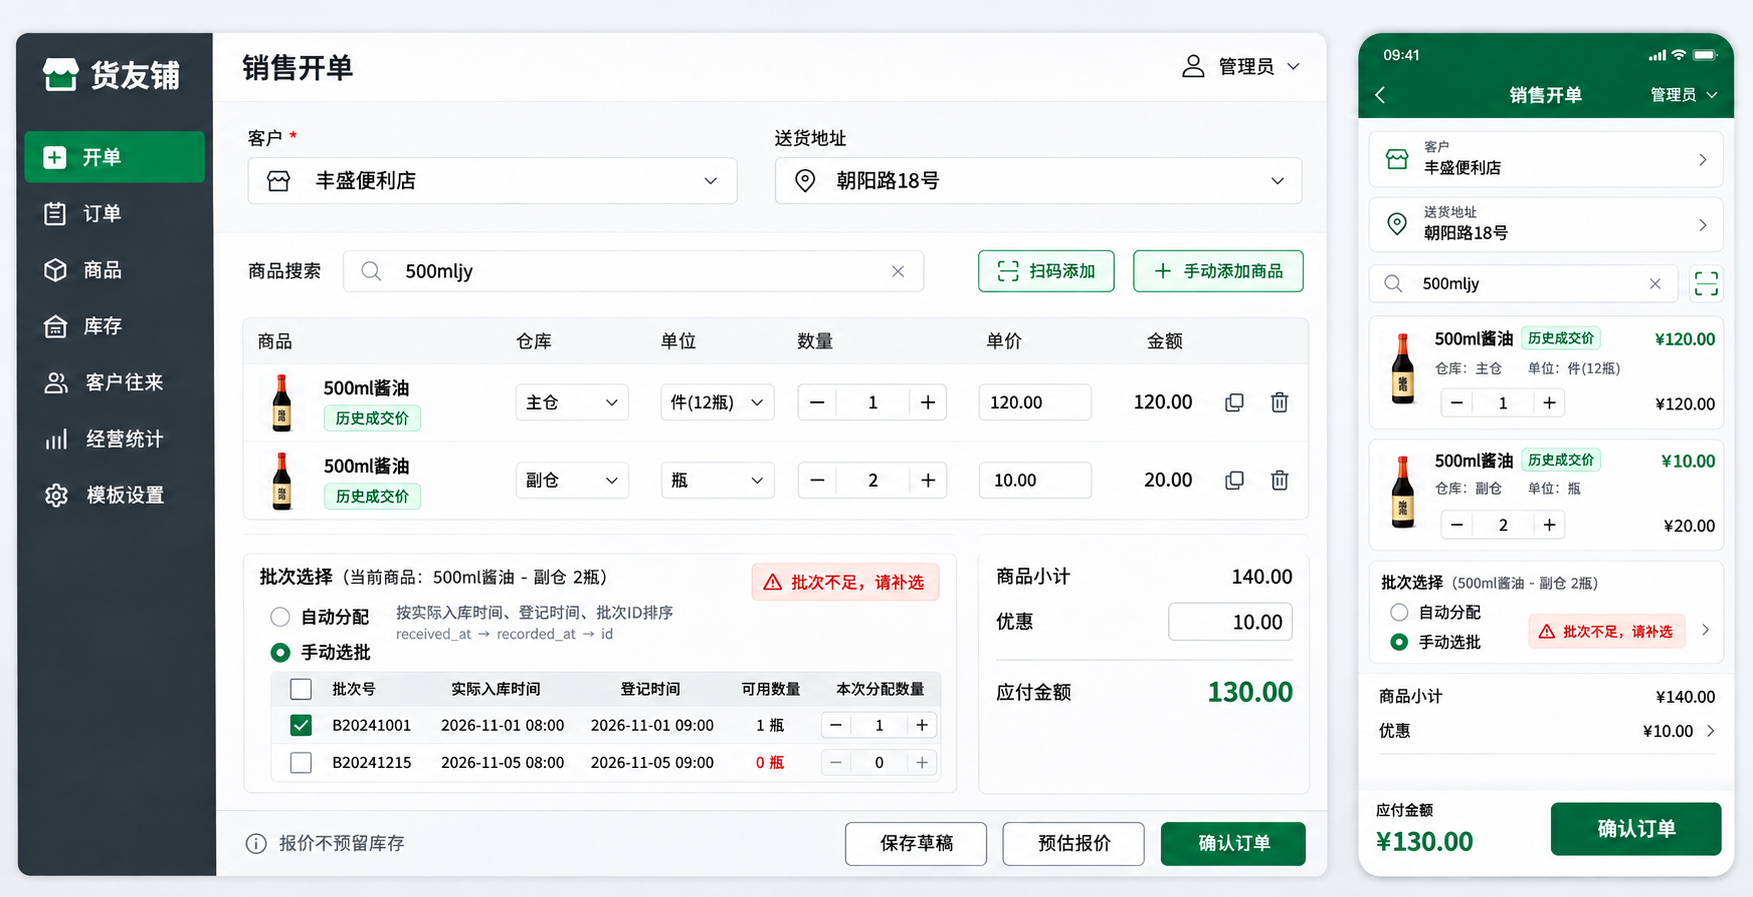 货友铺
开单
订单
商品
库存
客户往来
经营统计
模板设置
销售开单
管理员
客户 *
送货地址
丰盛便利店
朝阳路18号
商品搜索
500mljy
扫码添加
手动添加商品
商品 仓库 单位 数量 单价 金额
500ml酱油
历史成交价
主仓 件(12瓶) 1 120.00 120.00
500ml酱油
历史成交价
副仓 瓶 2 10.00 20.00
批次选择（当前商品：500ml酱油 - 副仓 2瓶）
批次不足，请补选
自动分配 按实际入库时间、登记时间、批次ID排序
received_at → recorded_at → id
手动选批
批次号 实际入库时间 登记时间 可用数量 本次分配数量
B20241001 2026-11-01 08:00 2026-11-01 09:00 1 瓶 1
B20241215 2026-11-05 08:00 2026-11-05 09:00 0 瓶 0
商品小计 140.00
优惠 10.00
应付金额 130.00
报价不预留库存
保存草稿
预估报价
确认订单
09:41
销售开单
管理员
客户
丰盛便利店
送货地址
朝阳路18号
500mljy
500ml酱油 历史成交价 ¥120.00
仓库：主仓 单位：件(12瓶)
1 ¥120.00
500ml酱油 历史成交价 ¥10.00
仓库：副仓 单位：瓶
2 ¥20.00
批次选择（500ml酱油 - 副仓 2瓶）
自动分配
手动选批
批次不足，请补选
商品小计 ¥140.00
优惠 ¥10.00
应付金额
¥130.00
确认订单